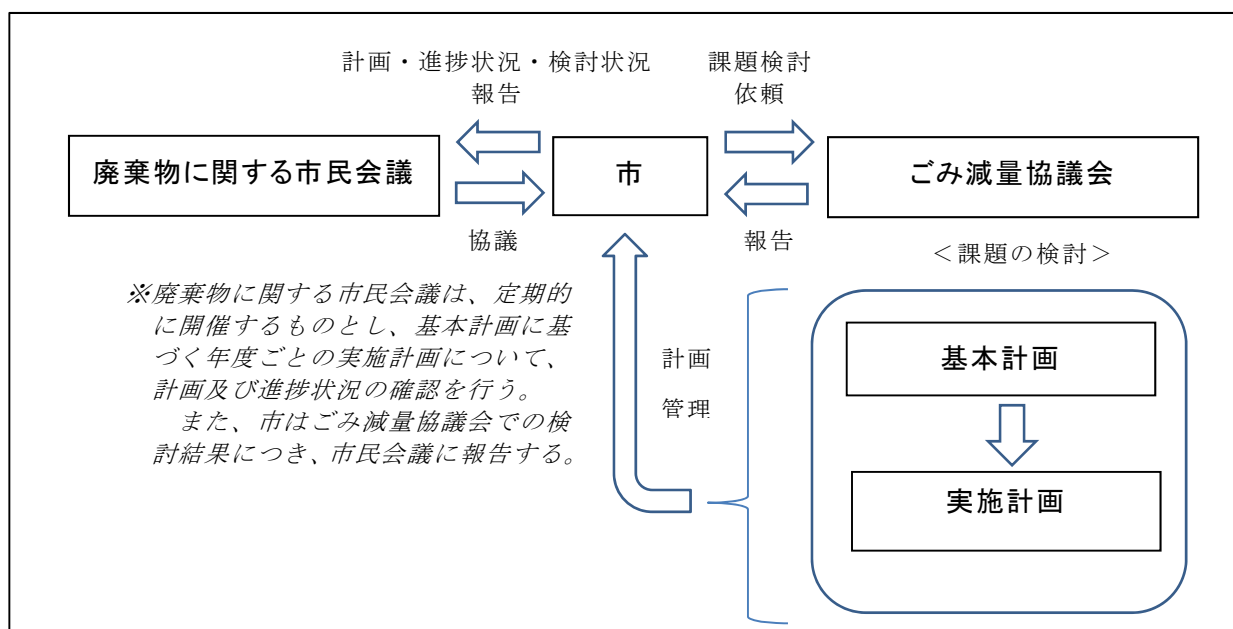 計画・進捗状況・検討状況
報告
課題検討
依頼
廃棄物に関する市民会議
市
ごみ減量協議会
協議
報告
＜課題の検討＞
※廃棄物に関する市民会議は、定期的
に開催するものとし、基本計画に基
づく年度ごとの実施計画について、
計画及び進捗状況の確認を行う。
また、市はごみ減量協議会での検
討結果につき、市民会議に報告する。
計画
管理
基本計画
実施計画